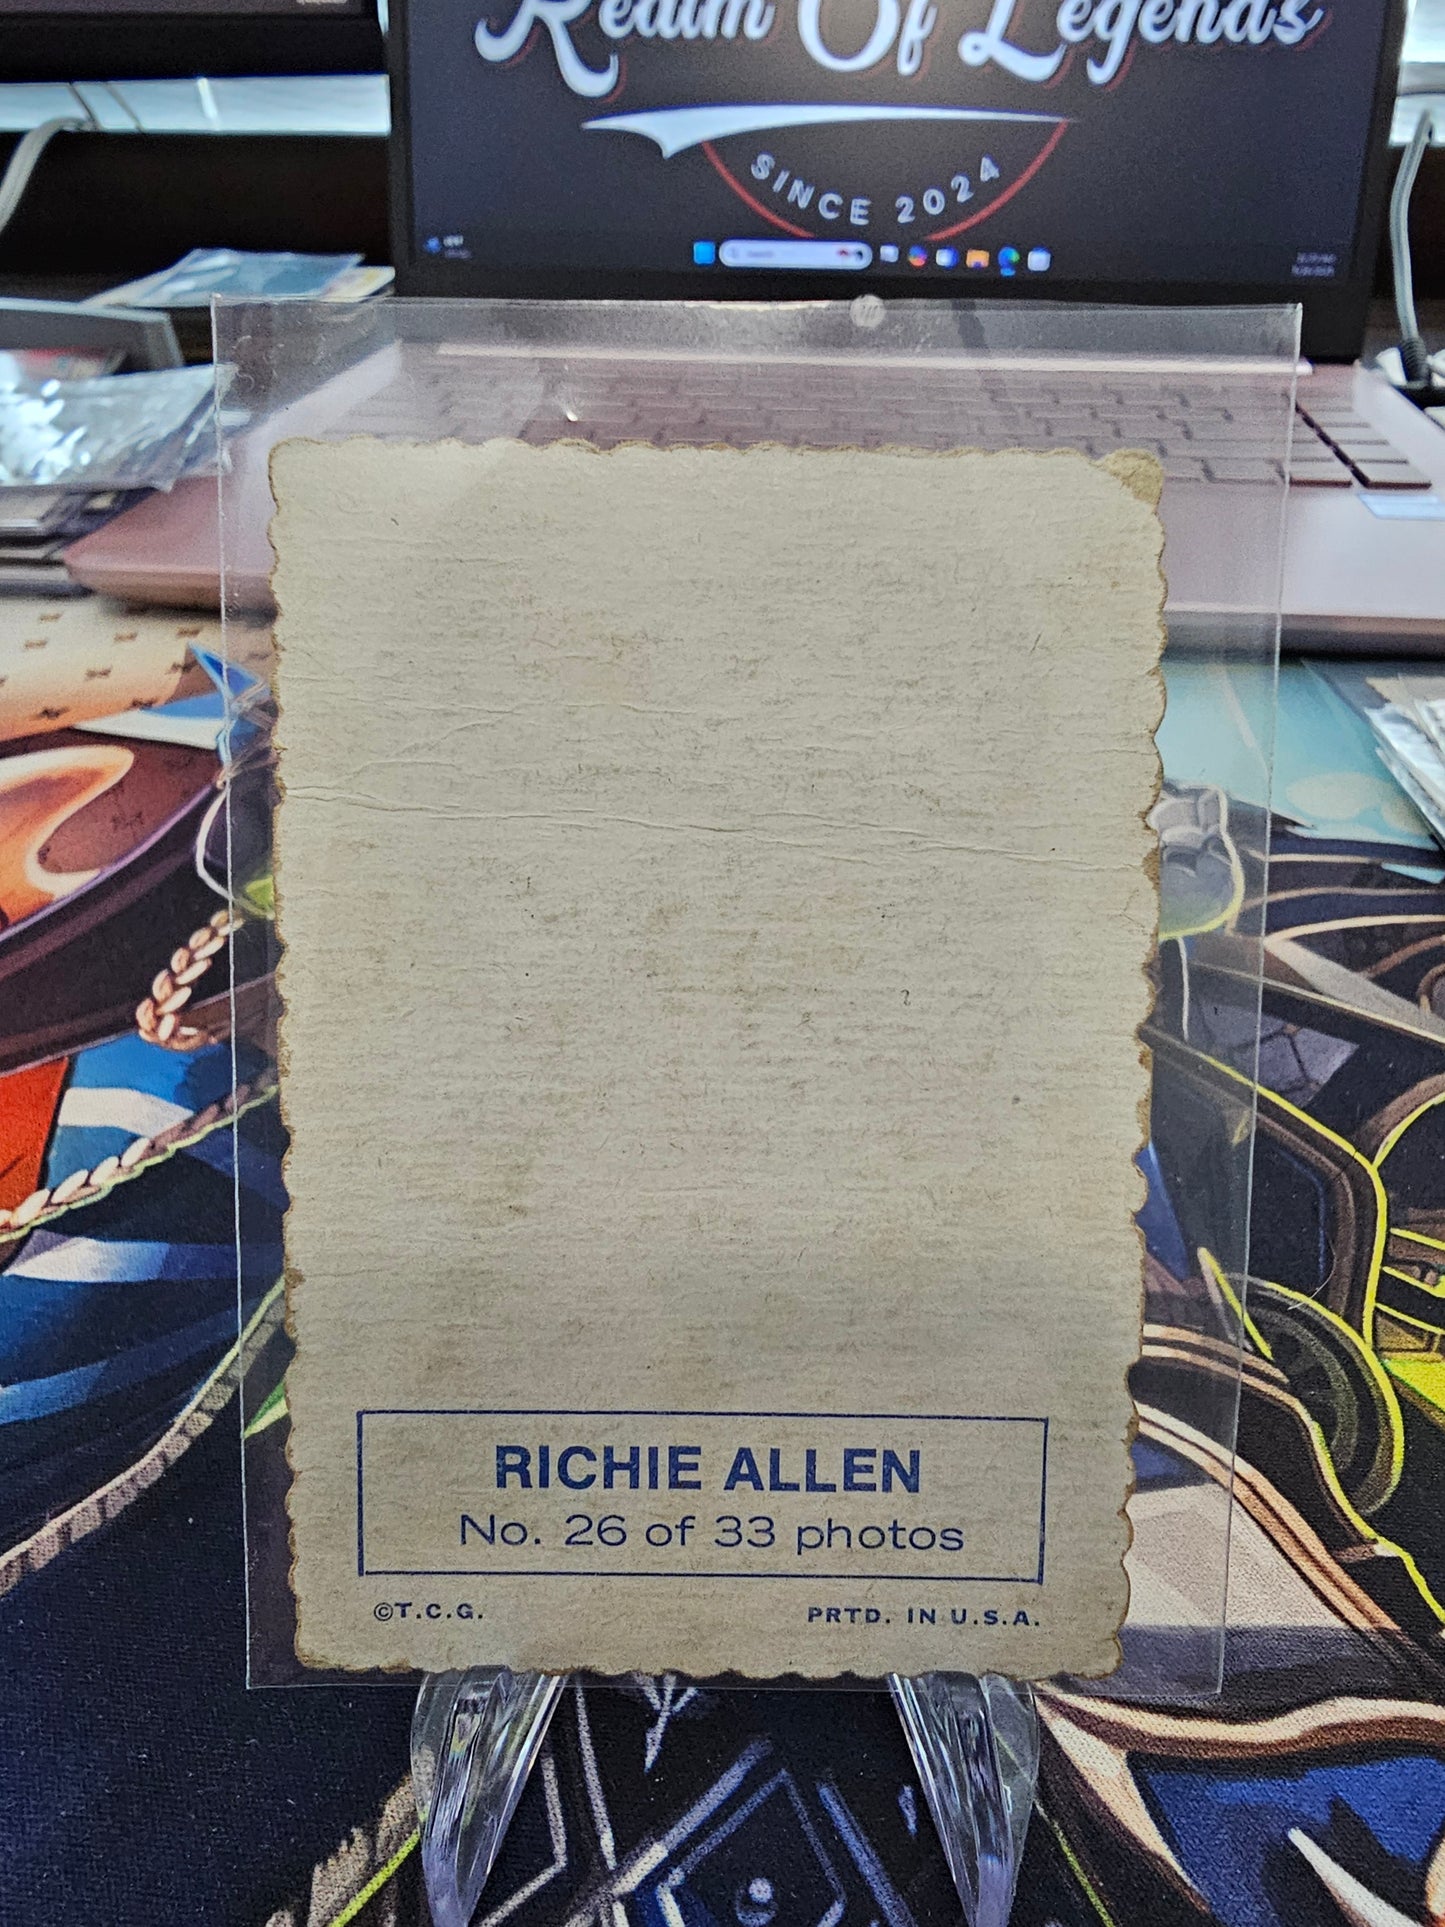 Realm Of Legends
SINCE 2024
RICHIE ALLEN
No. 26 of 33 photos
©T.C.G.
PRTD. IN U.S.A.